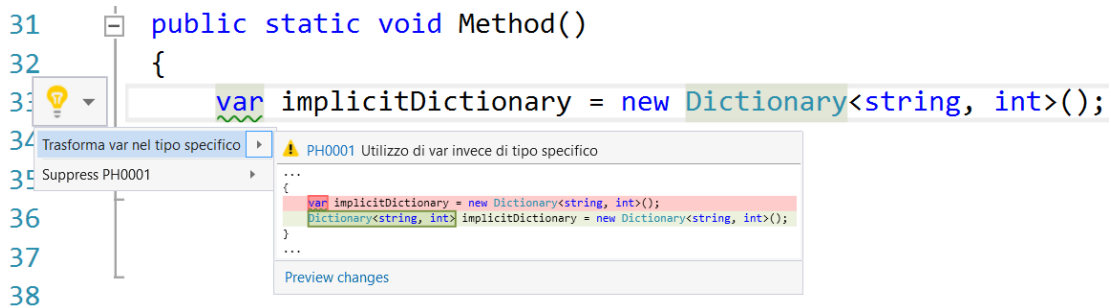 31 public static void Method()
32 {
33 var implicitDictionary = new Dictionary<string, int>();
34 Trasforma var nel tipo specifico
PH0001 Utilizzo di var invece di tipo specifico
35 Suppress PH0001
...
{
var implicitDictionary = new Dictionary<string, int>();
Dictionary<string, int> implicitDictionary = new Dictionary<string, int>();
}
...
36
37
Preview changes
38